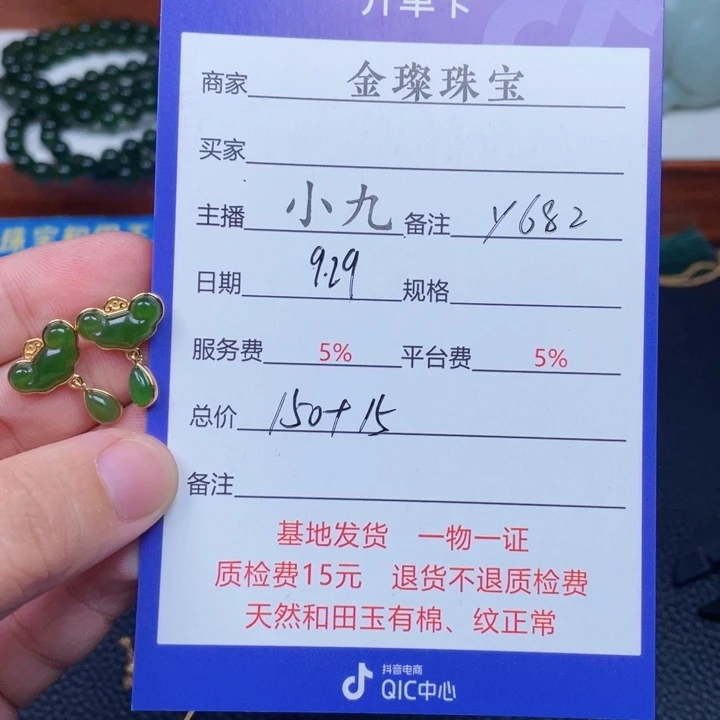 开单卡
商家 金璨珠宝
买家
主播 小九 备注 Y682
日期 9.29 规格
服务费 5% 平台费 5%
总价 150+15
备注
基地发货 一物一证
质检费15元 退货不退质检费
天然和田玉有棉、纹正常
抖音电商
QIC中心